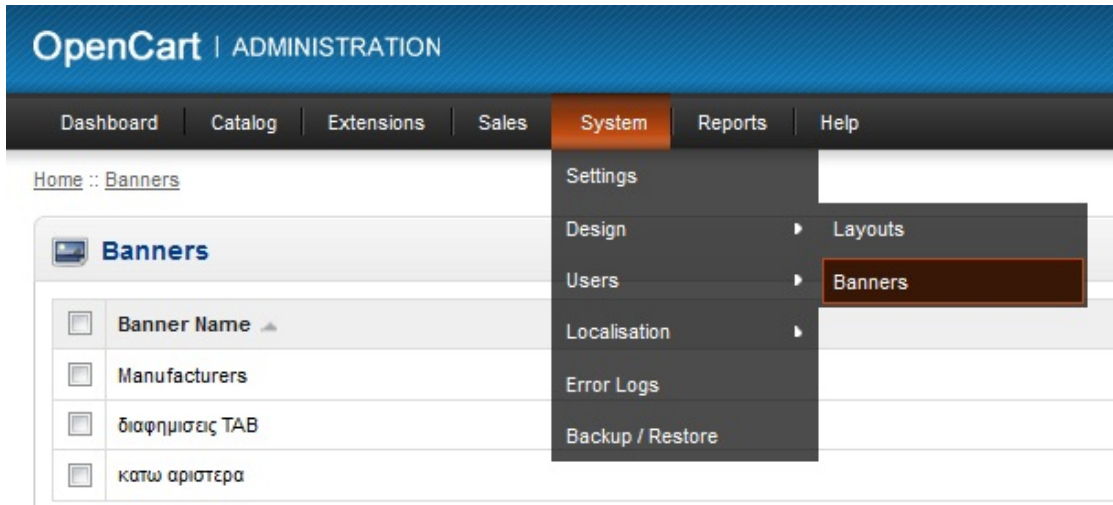 OpenCart | ADMINISTRATION
Dashboard Catalog Extensions Sales System Reports Help
Home :: Banners
Settings
Design
Layouts
Banners
Users
Banners
Localisation
Error Logs
Backup / Restore
Banner Name
Manufacturers
διαφημισεις TAB
κατω αριστερα